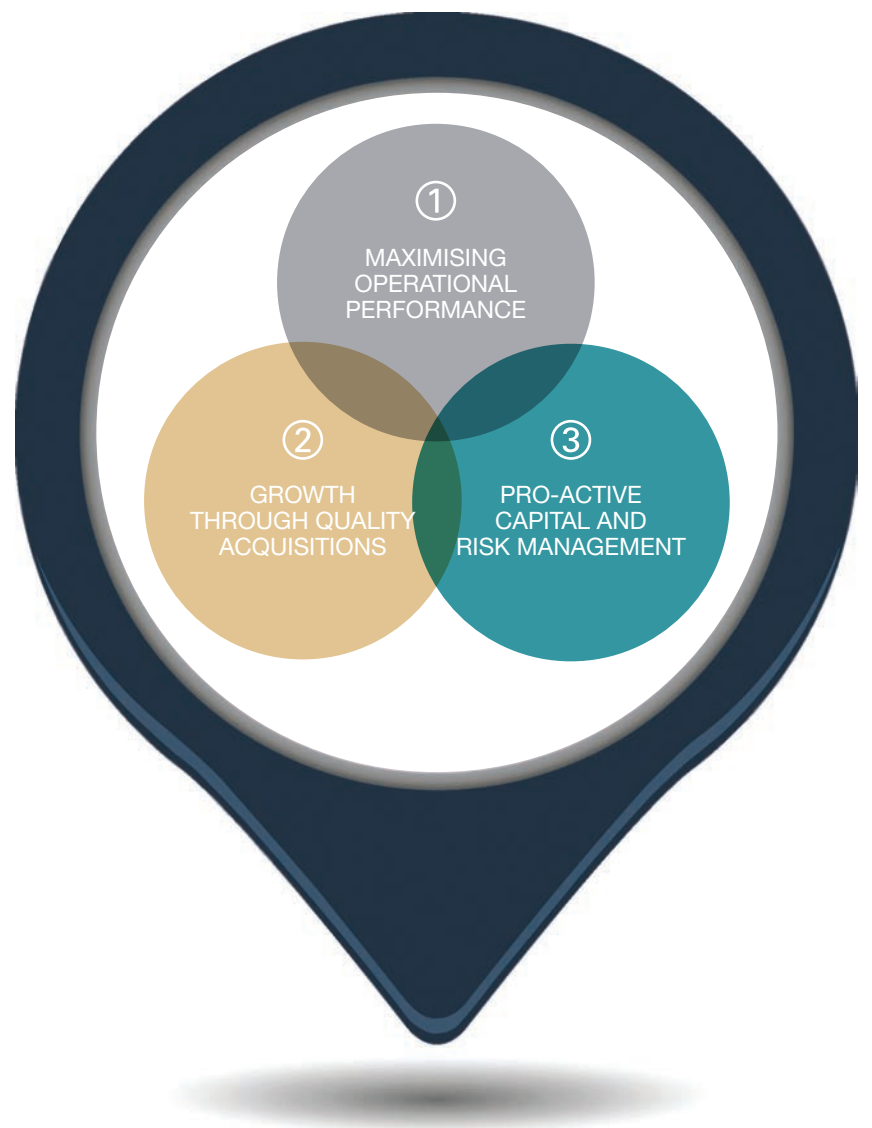 ①
MAXIMISING
OPERATIONAL
PERFORMANCE
②
GROWTH
THROUGH QUALITY
ACQUISITIONS
③
PRO-ACTIVE
CAPITAL AND
RISK MANAGEMENT